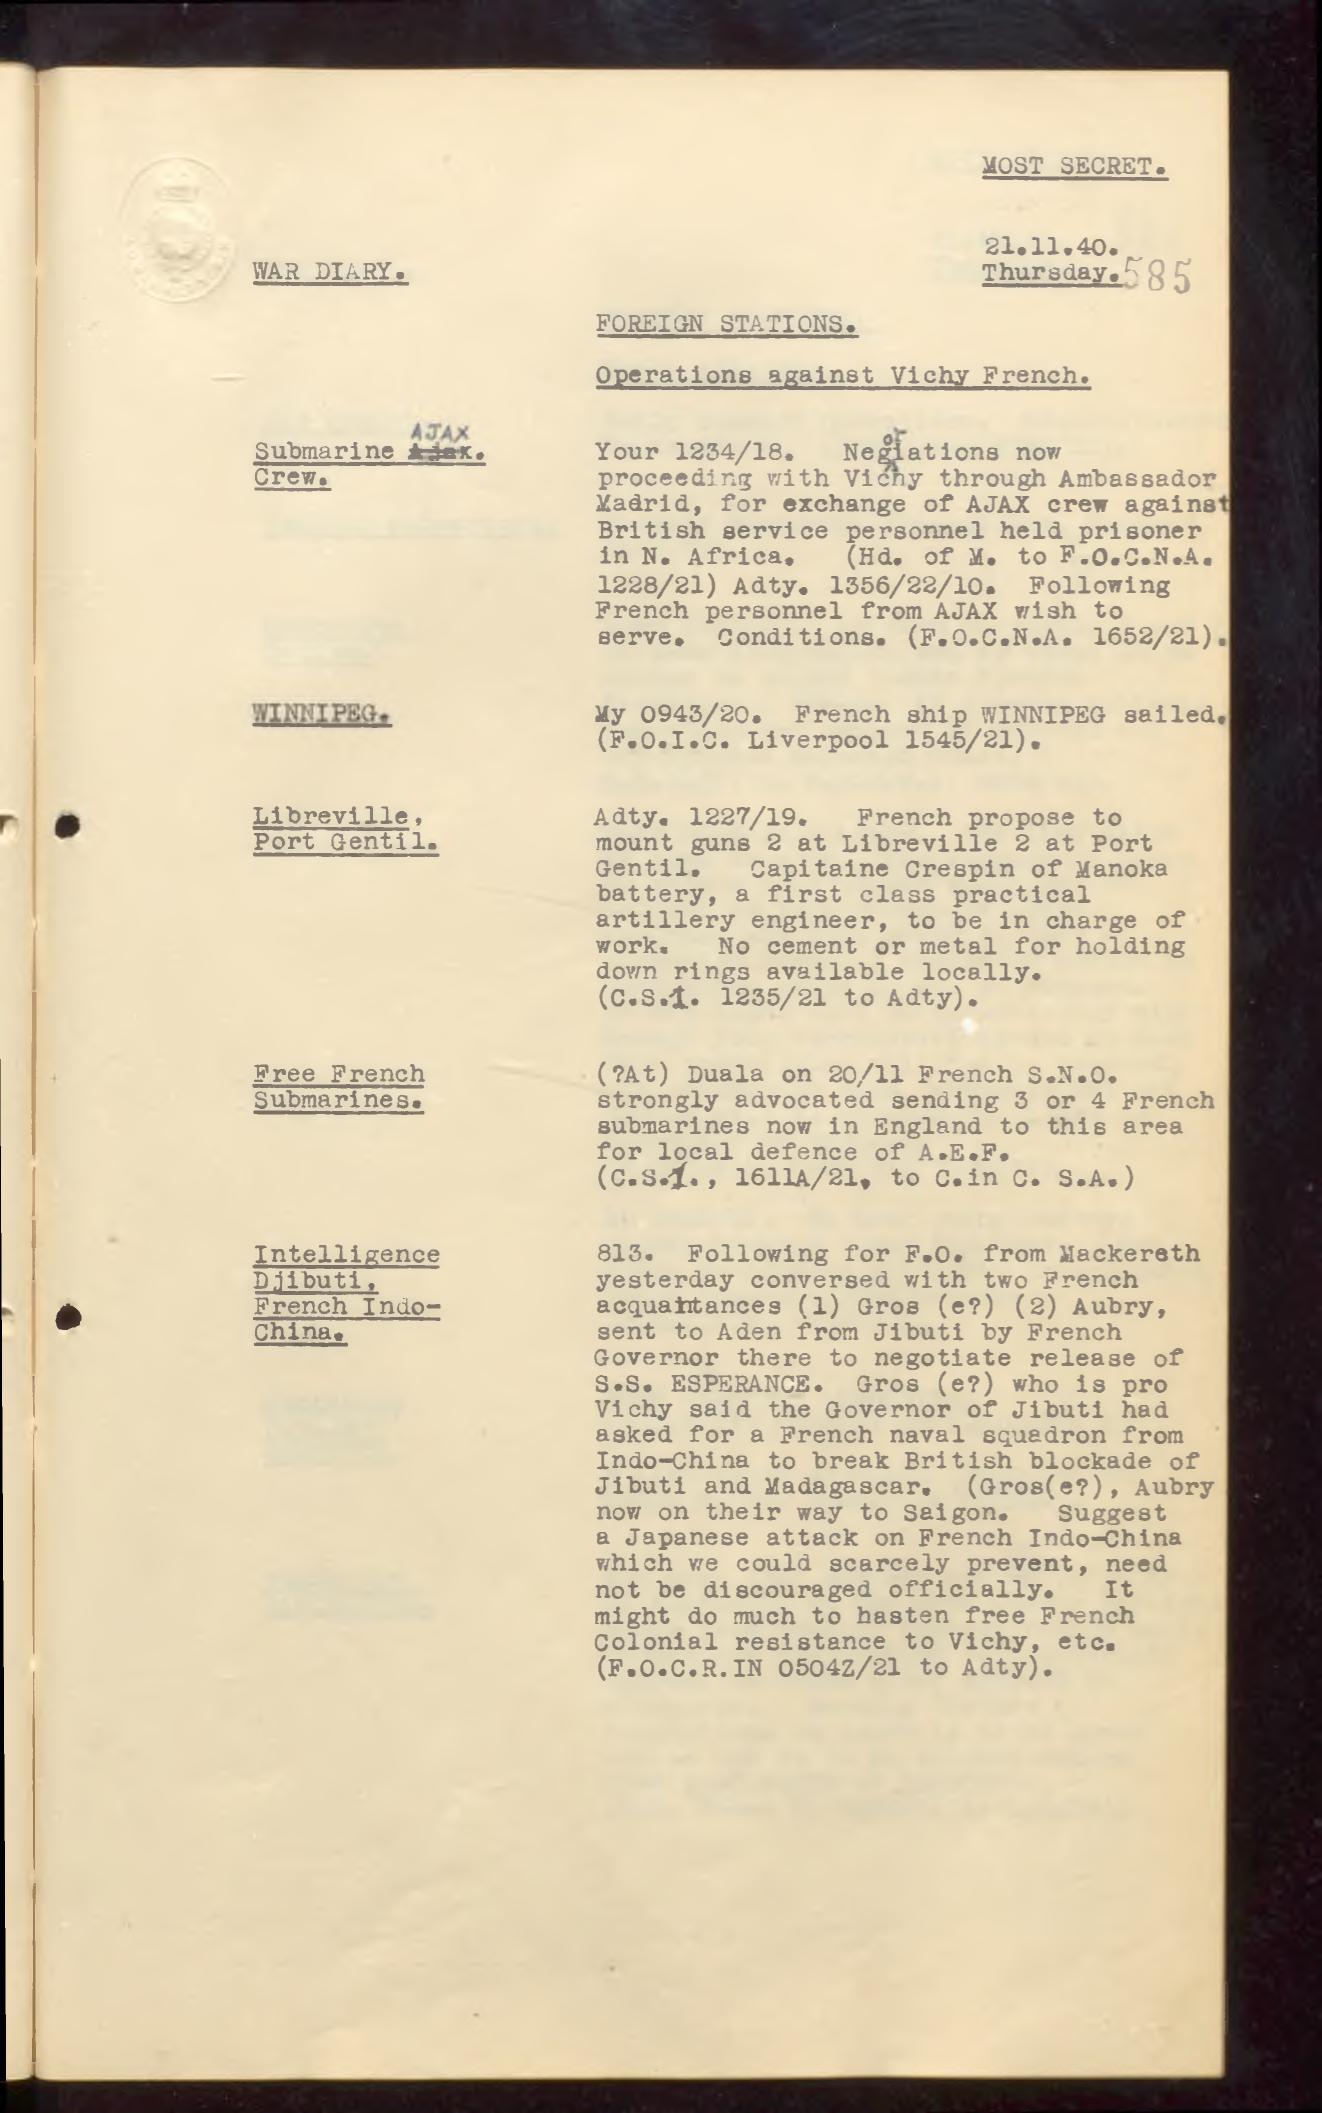 MOST SECRET.
21.11.40.
Thursday. 585
WAR DIARY.
FOREIGN STATIONS.
Operations against Vichy French.
AJAX
Submarine Ajax.
Crew.
ot
Your 1234/18. Negiations now
proceeding with Vichy through Ambassador
Madrid, for exchange of AJAX crew against
British service personnel held prisoner
in N. Africa. (Hd. of M. to F.O.C.N.A.
1228/21) Adty. 1356/22/10. Following
French personnel from AJAX wish to
serve. Conditions. (F.O.C.N.A. 1652/21).
WINNIPEG.
My 0943/20. French ship WINNIPEG sailed.
(F.O.I.C. Liverpool 1545/21).
Libreville,
Port Gentil.
Adty. 1227/19. French propose to
mount guns 2 at Libreville 2 at Port
Gentil. Capitaine Crespin of Manoka
battery, a first class practical
artillery engineer, to be in charge of
work. No cement or metal for holding
down rings available locally.
(C.S.1. 1235/21 to Adty).
Free French
Submarines.
(?At) Duala on 20/11 French S.N.O.
strongly advocated sending 3 or 4 French
submarines now in England to this area
for local defence of A.E.F.
(C.S.1., 1611A/21, to C.in C. S.A.)
Intelligence
Djibuti,
French Indo-
China.
813. Following for F.O. from Mackereth
yesterday conversed with two French
acquaintances (1) Gros (e?) (2) Aubry,
sent to Aden from Jibuti by French
Governor there to negotiate release of
S.S. ESPERANCE. Gros (e?) who is pro
Vichy said the Governor of Jibuti had
asked for a French naval squadron from
Indo-China to break British blockade of
Jibuti and Madagascar. (Gros(e?), Aubry
now on their way to Saigon. Suggest
a Japanese attack on French Indo-China
which we could scarcely prevent, need
not be discouraged officially. It
might do much to hasten free French
Colonial resistance to Vichy, etc.
(F.O.C.R.IN 0504Z/21 to Adty).